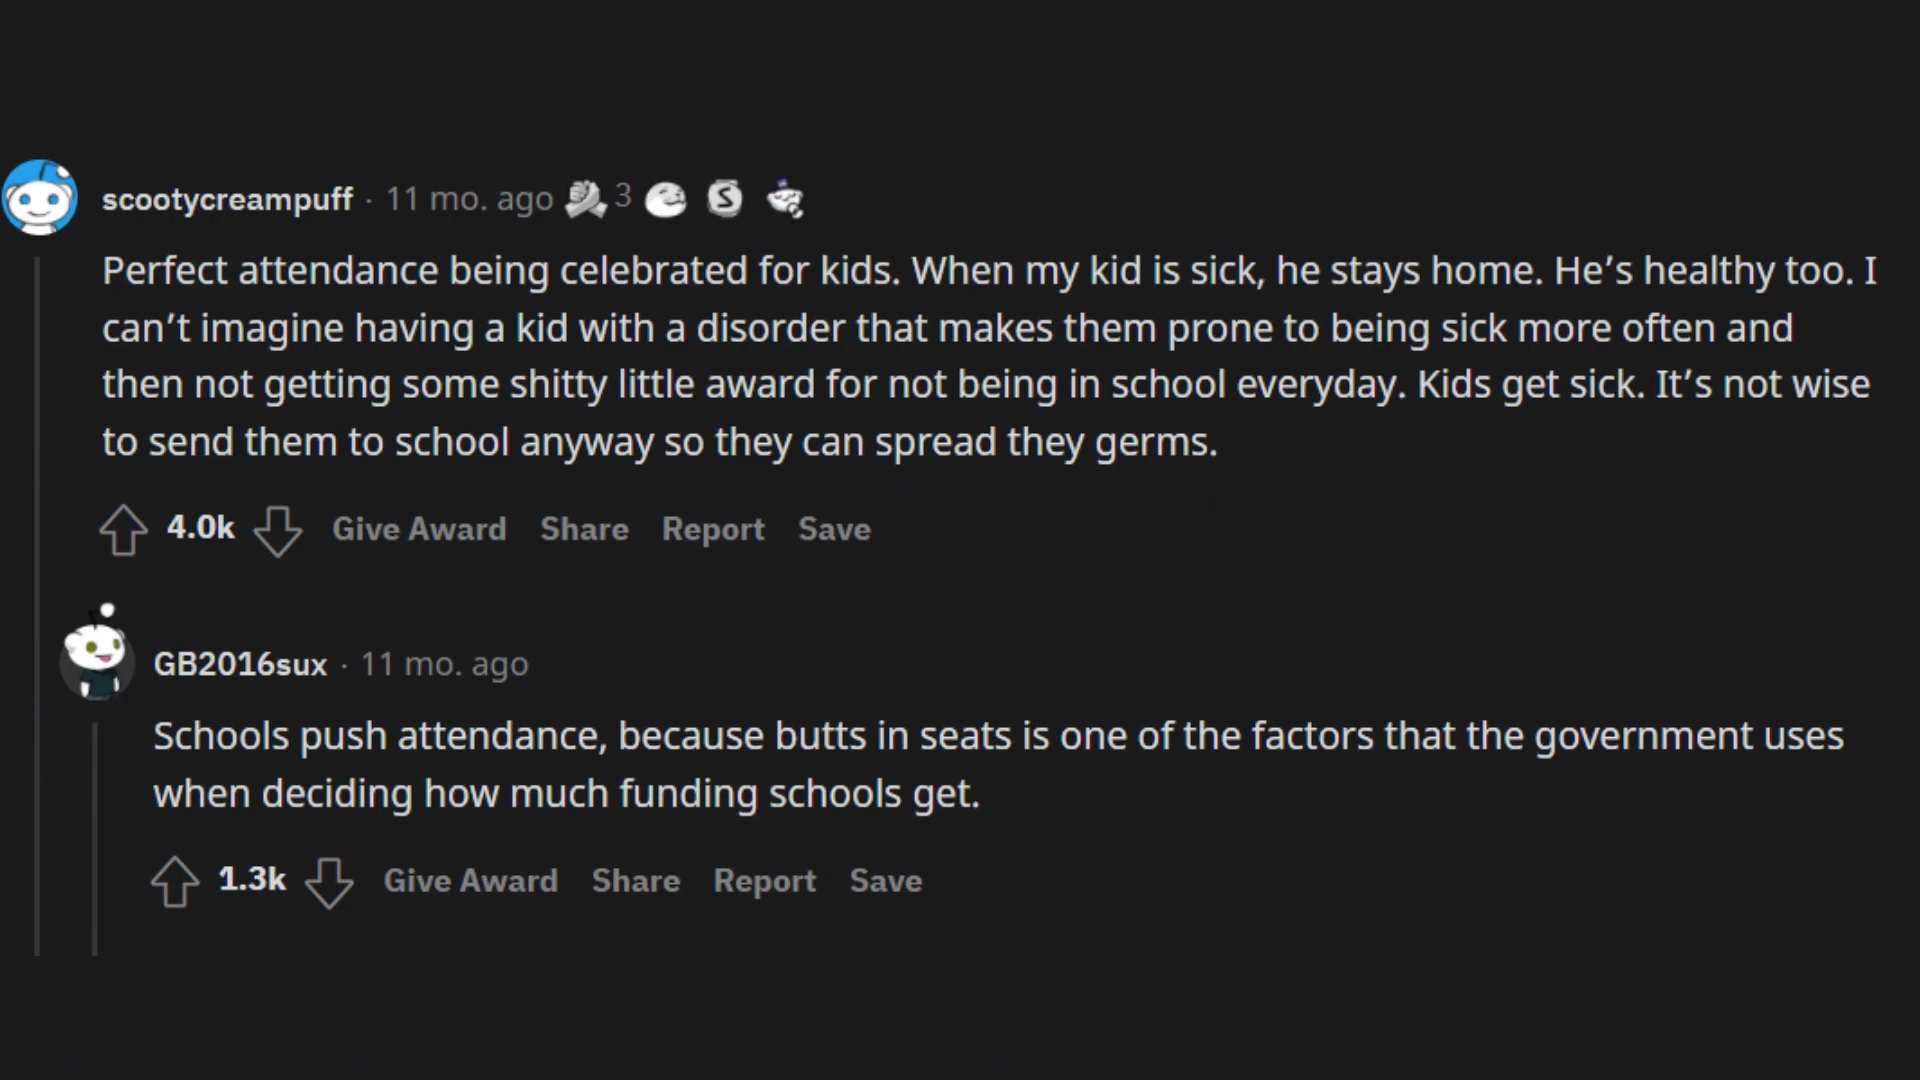 scootycreampuff · 11 mo. ago 3 S
Perfect attendance being celebrated for kids. When my kid is sick, he stays home. He’s healthy too. I
can’t imagine having a kid with a disorder that makes them prone to being sick more often and
then not getting some shitty little award for not being in school everyday. Kids get sick. It’s not wise
to send them to school anyway so they can spread they germs.
4.0k Give Award Share Report Save
GB2016sux · 11 mo. ago
Schools push attendance, because butts in seats is one of the factors that the government uses
when deciding how much funding schools get.
1.3k Give Award Share Report Save